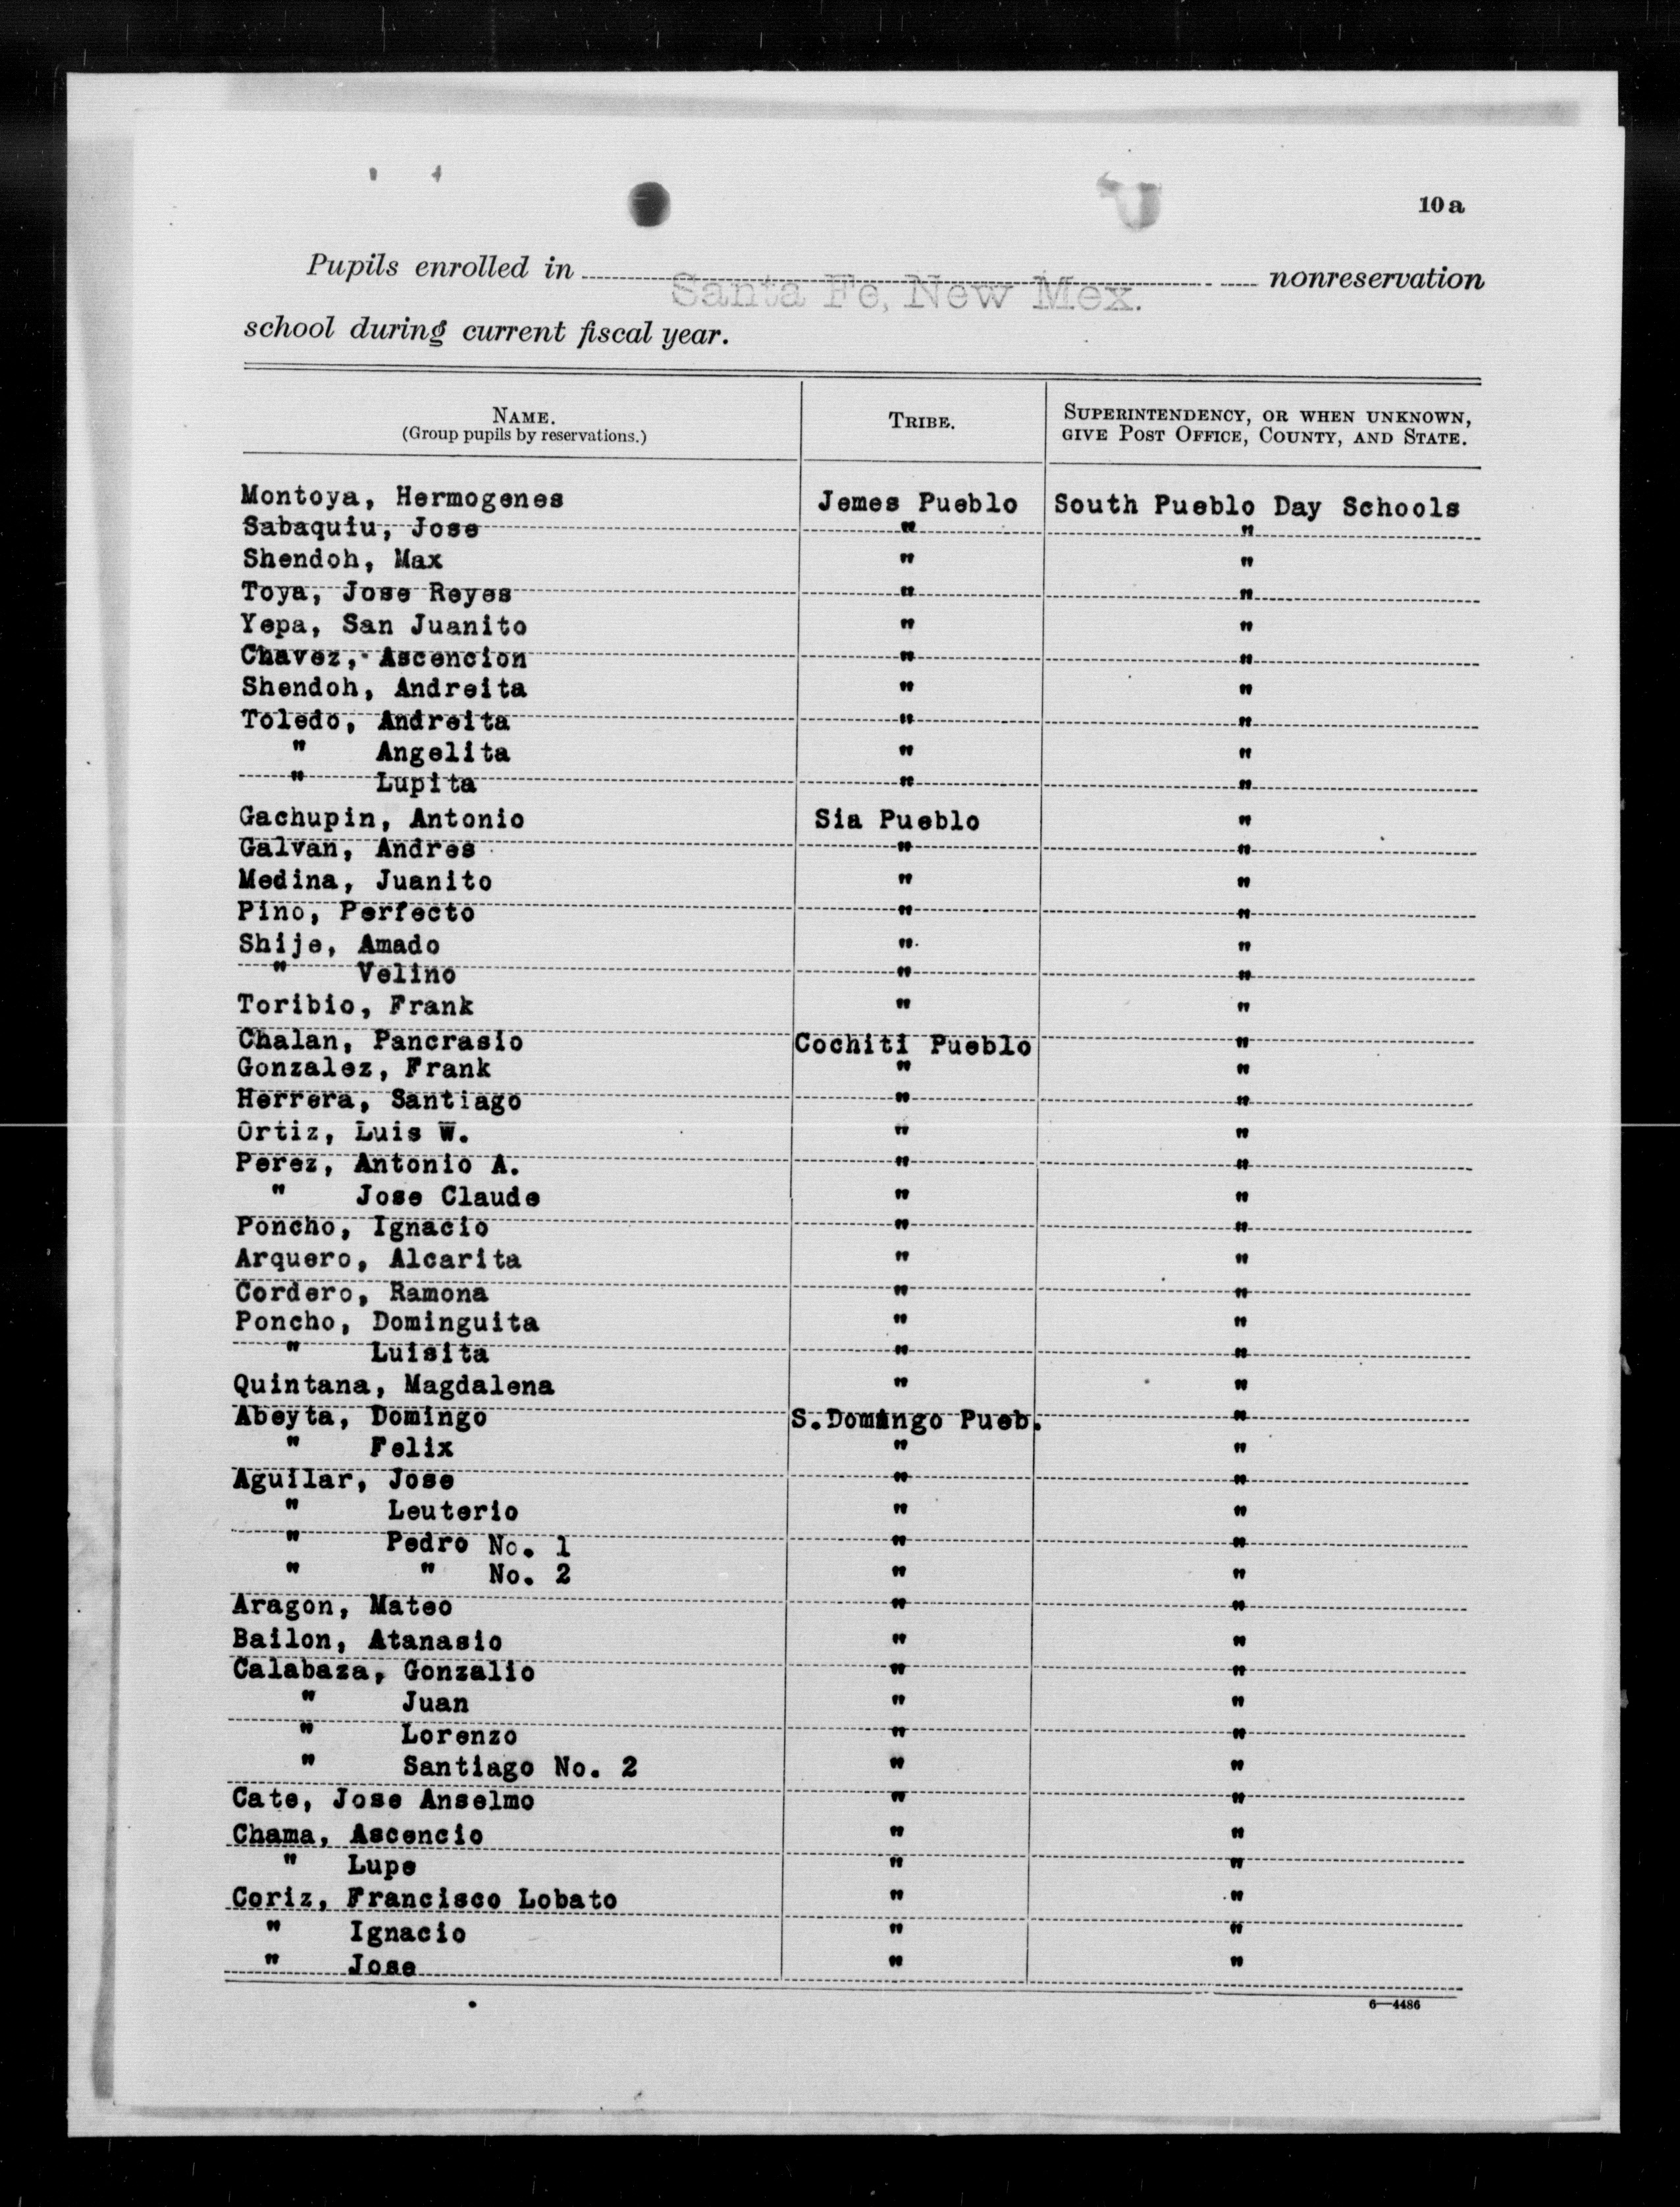 10a
Pupils enrolled in Santa Fe, New Mex. nonreservation
school during current fiscal year.
NAME. (Group pupils by reservations.) TRIBE. SUPERINTENDENCY, OR WHEN UNKNOWN, GIVE POST OFFICE, COUNTY, AND STATE.
Montoya, Hermogenes Jemes Pueblo South Pueblo Day Schools
Sabaquiu, Jose " "
Shendoh, Max " "
Toya, Jose Reyes " "
Yepa, San Juanito " "
Chavez, Ascencion " "
Shendoh, Andreita " "
Toledo, Andreita " "
" Angelita " "
" Lupita " "
Gachupin, Antonio Sia Pueblo "
Galvan, Andres " "
Medina, Juanito " "
Pino, Perfecto " "
Shije, Amado " "
" Velino " "
Toribio, Frank " "
Chalan, Pancrasio Cochiti Pueblo "
Gonzalez, Frank " "
Herrera, Santiago " "
Ortiz, Luis W. " "
Perez, Antonio A. " "
" Jose Claude " "
Poncho, Ignacio " "
Arquero, Alcarita " "
Cordero, Ramona " "
Poncho, Dominguita " "
" Luisita " "
Quintana, Magdalena " "
Abeyta, Domingo S.Domingo Pueb. "
" Felix " "
Aguilar, Jose " "
" Leuterio " "
" Pedro No. 1 " "
" " No. 2 " "
Aragon, Mateo " "
Bailon, Atanasio " "
Calabaza, Gonzalio " "
" Juan " "
" Lorenzo " "
" Santiago No. 2 " "
Cate, Jose Anselmo " "
Chama, Ascencio " "
" Lupe " "
Coriz, Francisco Lobato " "
" Ignacio " "
" Jose " "
6—4486